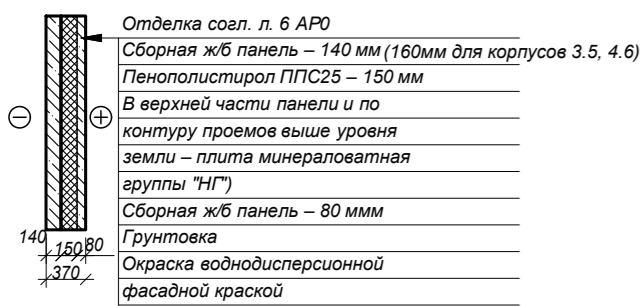 Отделка согл. л. 6 АР0
Сборная ж/б панель – 140 мм (160мм для корпусов 3.5, 4.6)
Пенополистирол ППС25 – 150 мм
В верхней части панели и по
контуру проемов выше уровня
земли – плита минераловатная
группы "НГ")
Сборная ж/б панель – 80 ммм
Грунтовка
Окраска воднодисперсионной
фасадной краской
140 150 80
370